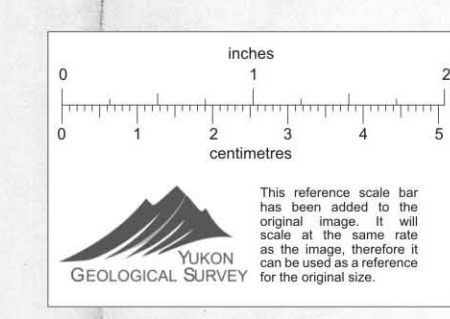 inches
0 1 2
0 1 2 3 4 5
centimetres
YUKON
GEOLOGICAL SURVEY
This reference scale bar
has been added to the
original image. It will
scale at the same rate
as the image, therefore it
can be used as a reference
for the original size.